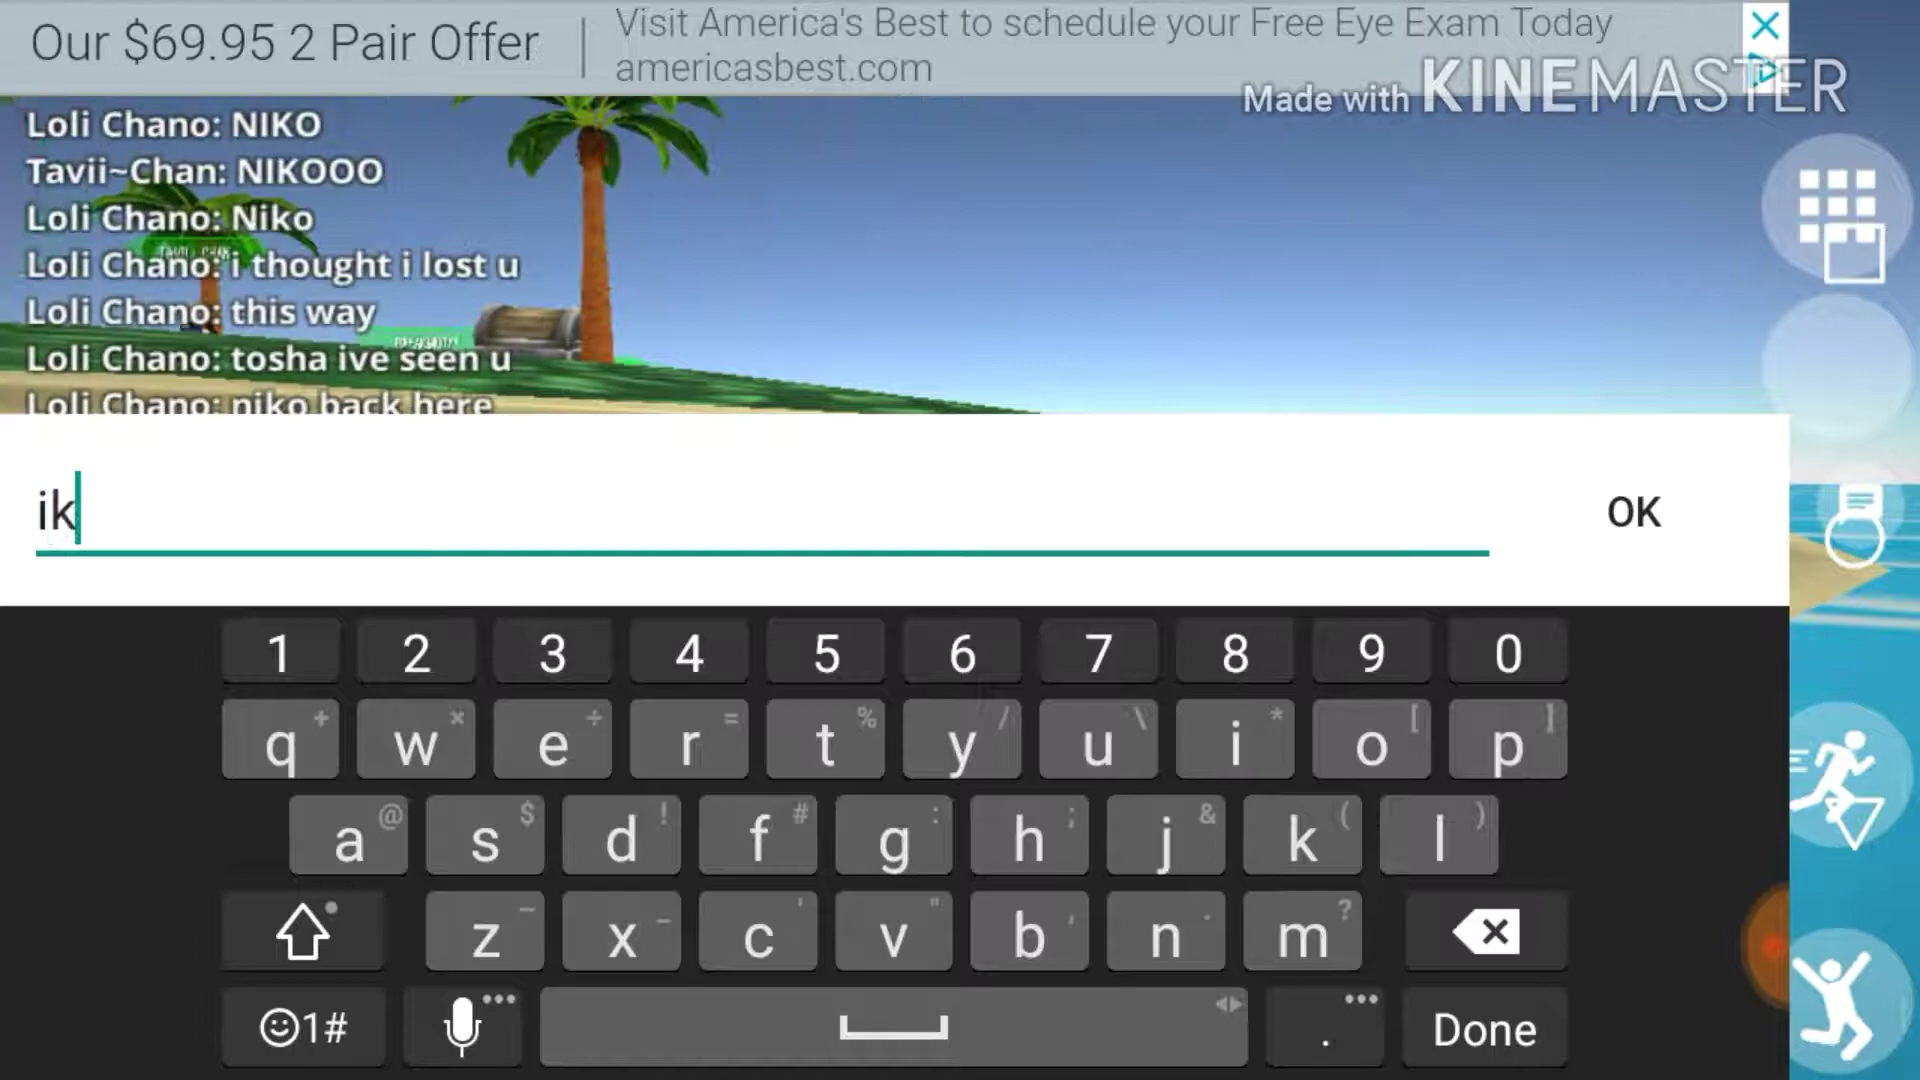 Our $69.95 2 Pair Offer
Visit America's Best to schedule your Free Eye Exam Today
americasbest.com
Made with KINEMASTER
Loli Chano: NIKO
Tavii~Chan: NIKOOO
Loli Chano: Niko
Loli Chano: i thought i lost u
Loli Chano: this way
Loli Chano: tosha ive seen u
Loli Chano: niko back here
ik
OK
1 2 3 4 5 6 7 8 9 0
q + w × e ÷ r = t % y / u \ i * o [ p ]
a @ s $ d ! f # g : h ; j & k ( l )
z – x _ c ' v " b , n . m ?
1# . Done